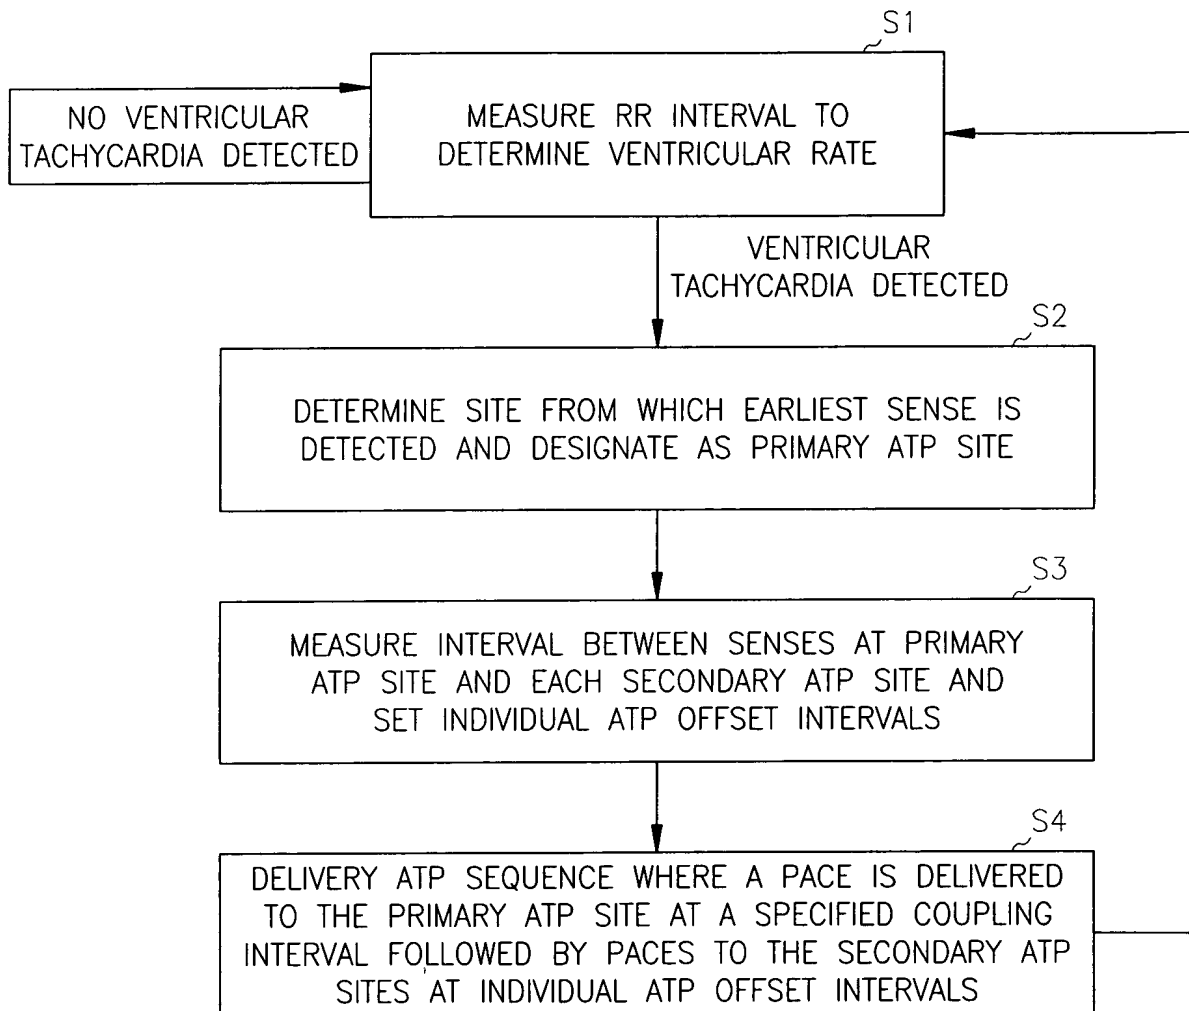 S1
MEASURE RR INTERVAL TO
DETERMINE VENTRICULAR RATE
NO VENTRICULAR
TACHYCARDIA DETECTED
VENTRICULAR
TACHYCARDIA DETECTED
S2
DETERMINE SITE FROM WHICH EARLIEST SENSE IS
DETECTED AND DESIGNATE AS PRIMARY ATP SITE
S3
MEASURE INTERVAL BETWEEN SENSES AT PRIMARY
ATP SITE AND EACH SECONDARY ATP SITE AND
SET INDIVIDUAL ATP OFFSET INTERVALS
S4
DELIVERY ATP SEQUENCE WHERE A PACE IS DELIVERED
TO THE PRIMARY ATP SITE AT A SPECIFIED COUPLING
INTERVAL FOLLOWED BY PACES TO THE SECONDARY ATP
SITES AT INDIVIDUAL ATP OFFSET INTERVALS